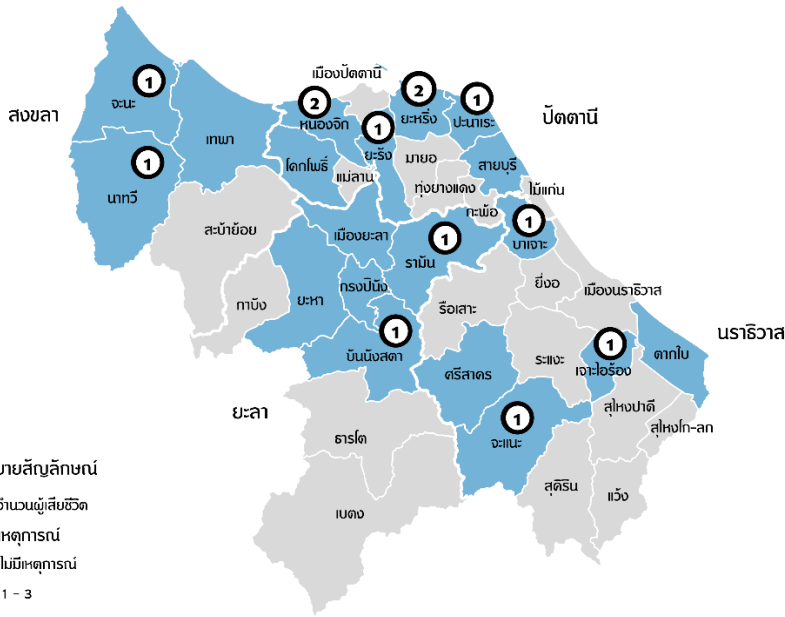 เมืองปัตตานี
1
จะนะ
สงขลา
2
หนองจิก
2
ยะหริ่ง
1
ปะนาเระ
ปัตตานี
เทพา
1
ยะรัง
1
นาทวี
โคกโพธิ์
แม่ลาน
มายอ
สายบุรี
ทุ่งยางแดง
ไม้แก่น
กะพ้อ
สะบ้าย้อย
เมืองยะลา
1
รามัน
1
บาเจาะ
กาบัง
ยะหา
กรงปินัง
รือเสาะ
ยี่งอ
เมืองนราธิวาส
นราธิวาส
1
บันนังสตา
ศรีสาคร
ระแงะ
1
เจาะไอร้อง
ตากใบ
ยะลา
ธารโต
1
จะแนะ
สุไหงปาดี
สุไหงโก-ลก
เบตง
สุคิริน
แว้ง
บายสัญลักษณ์
จำนวนผู้เสียชีวิต
เหตุการณ์
ไม่มีเหตุการณ์
1 - 3